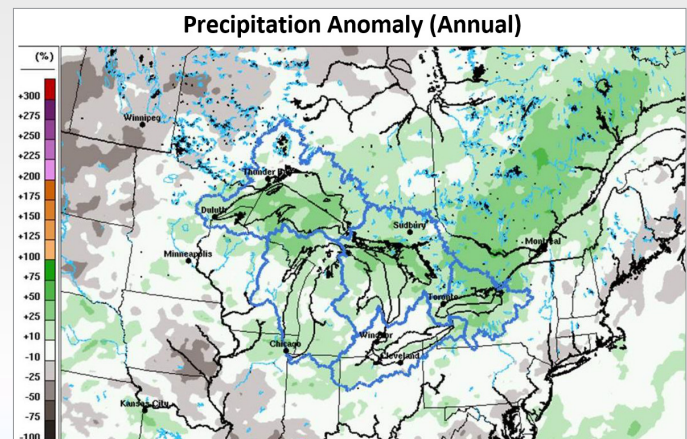 Precipitation Anomaly (Annual)
(%)
+300
+275
+250
+225
+200
+175
+150
+125
+100
+75
+50
+25
+10
-10
-25
-50
-75
-100
Winnipeg
Thunder Bay
Duluth
Sudbury
Minneapolis
Montreal
Toronto
Windsor
Chicago
Cleveland
Kansas City